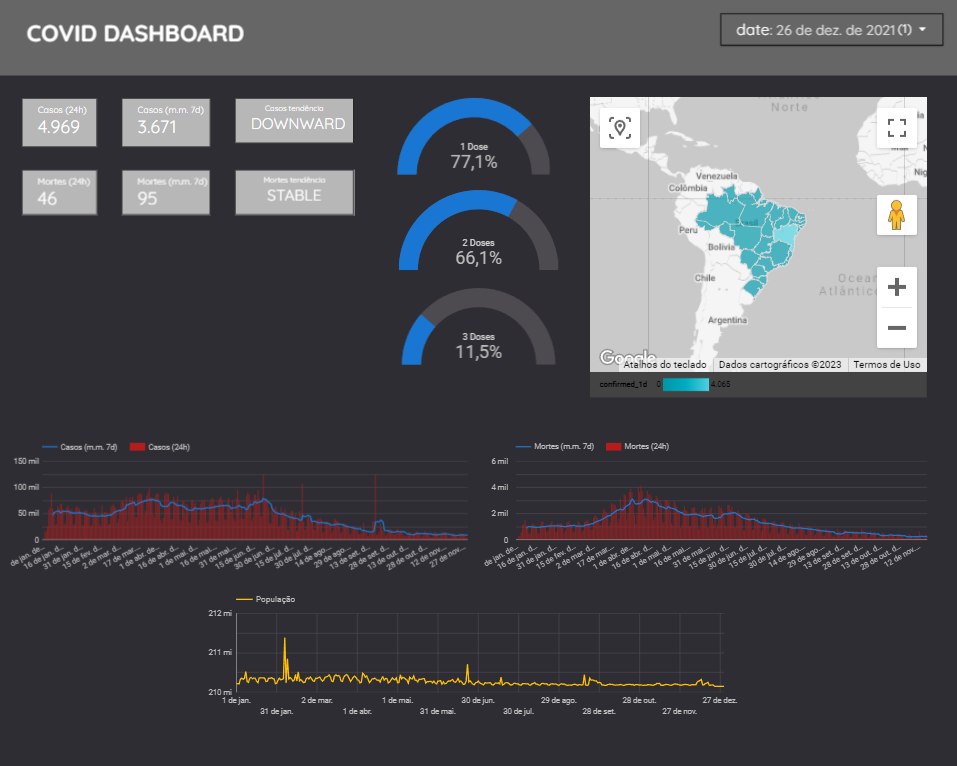 COVID DASHBOARD
date: 26 de dez. de 2021 (1)
Casos (24h)
4.969
Casos (m.m. 7d)
3.671
Casos tendência
DOWNWARD
Mortes (24h)
46
Mortes (m.m. 7d)
95
Mortes tendência
STABLE
1 Dose
77,1%
2 Doses
66,1%
3 Doses
11,5%
Norte
Venezuela
Colômbia
Brasil
Peru
Bolívia
Chile
Argentina
Ocean
Atlântico
Google
Atalhos do teclado
Dados cartográficos ©2023
Termos de Uso
confirmed_1d 0 4.065
Casos (m.m. 7d) Casos (24h)
150 mil
100 mil
50 mil
0
de jan. de...
16 de jan. d...
31 de jan. d...
15 de fev. d...
2 de mar. d...
17 de mar....
1 de abr. de...
16 de abr. d...
1 de mai. d...
16 de mai....
31 de mai....
15 de jun. d...
30 de jun. d...
15 de jul. d...
30 de jul. d...
14 de ago....
29 de ago...
13 de set. d...
28 de set. d...
13 de out. d...
28 de out. d...
12 de nov....
27 de nov....
Mortes (m.m. 7d) Mortes (24h)
6 mil
4 mil
2 mil
0
de jan. de...
16 de jan. d...
31 de jan. d...
15 de fev. d...
2 de mar. d...
17 de mar....
1 de abr. de...
16 de abr. d...
1 de mai. d...
16 de mai....
31 de mai....
15 de jun. d...
30 de jun. d...
15 de jul. d...
30 de jul. d...
14 de ago....
29 de ago...
13 de set. d...
28 de set. d...
13 de out. d...
28 de out. d...
12 de nov....
População
212 mi
211 mi
210 mi
1 de jan.
31 de jan.
2 de mar.
1 de abr.
1 de mai.
31 de mai.
30 de jun.
30 de jul.
29 de ago.
28 de set.
28 de out.
27 de nov.
27 de dez.